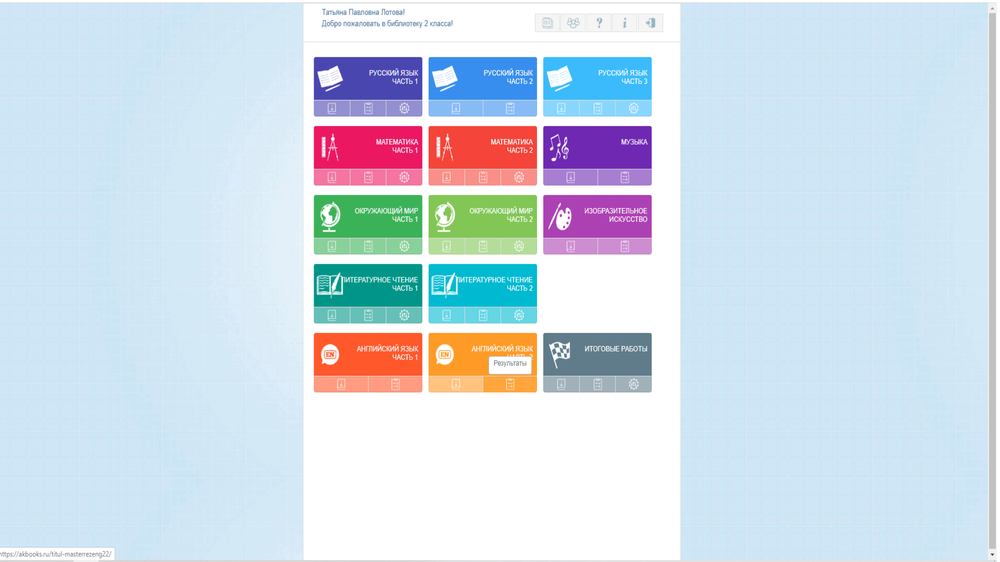 Татьяна Павловна Лотова!
Добро пожаловать в библиотеку 2 класса!
РУССКИЙ ЯЗЫК
ЧАСТЬ 1
РУССКИЙ ЯЗЫК
ЧАСТЬ 2
РУССКИЙ ЯЗЫК
ЧАСТЬ 3
МАТЕМАТИКА
ЧАСТЬ 1
МАТЕМАТИКА
ЧАСТЬ 2
МУЗЫКА
ОКРУЖАЮЩИЙ МИР
ЧАСТЬ 1
ОКРУЖАЮЩИЙ МИР
ЧАСТЬ 2
ИЗОБРАЗИТЕЛЬНОЕ
ИСКУССТВО
ЛИТЕРАТУРНОЕ ЧТЕНИЕ
ЧАСТЬ 1
ЛИТЕРАТУРНОЕ ЧТЕНИЕ
ЧАСТЬ 2
EN
АНГЛИЙСКИЙ ЯЗЫК
ЧАСТЬ 1
EN
АНГЛИЙСКИЙ ЯЗЫК
ЧАСТЬ 2
Результаты
ИТОГОВЫЕ РАБОТЫ
https://akbooks.ru/titul-masterrezeng22/